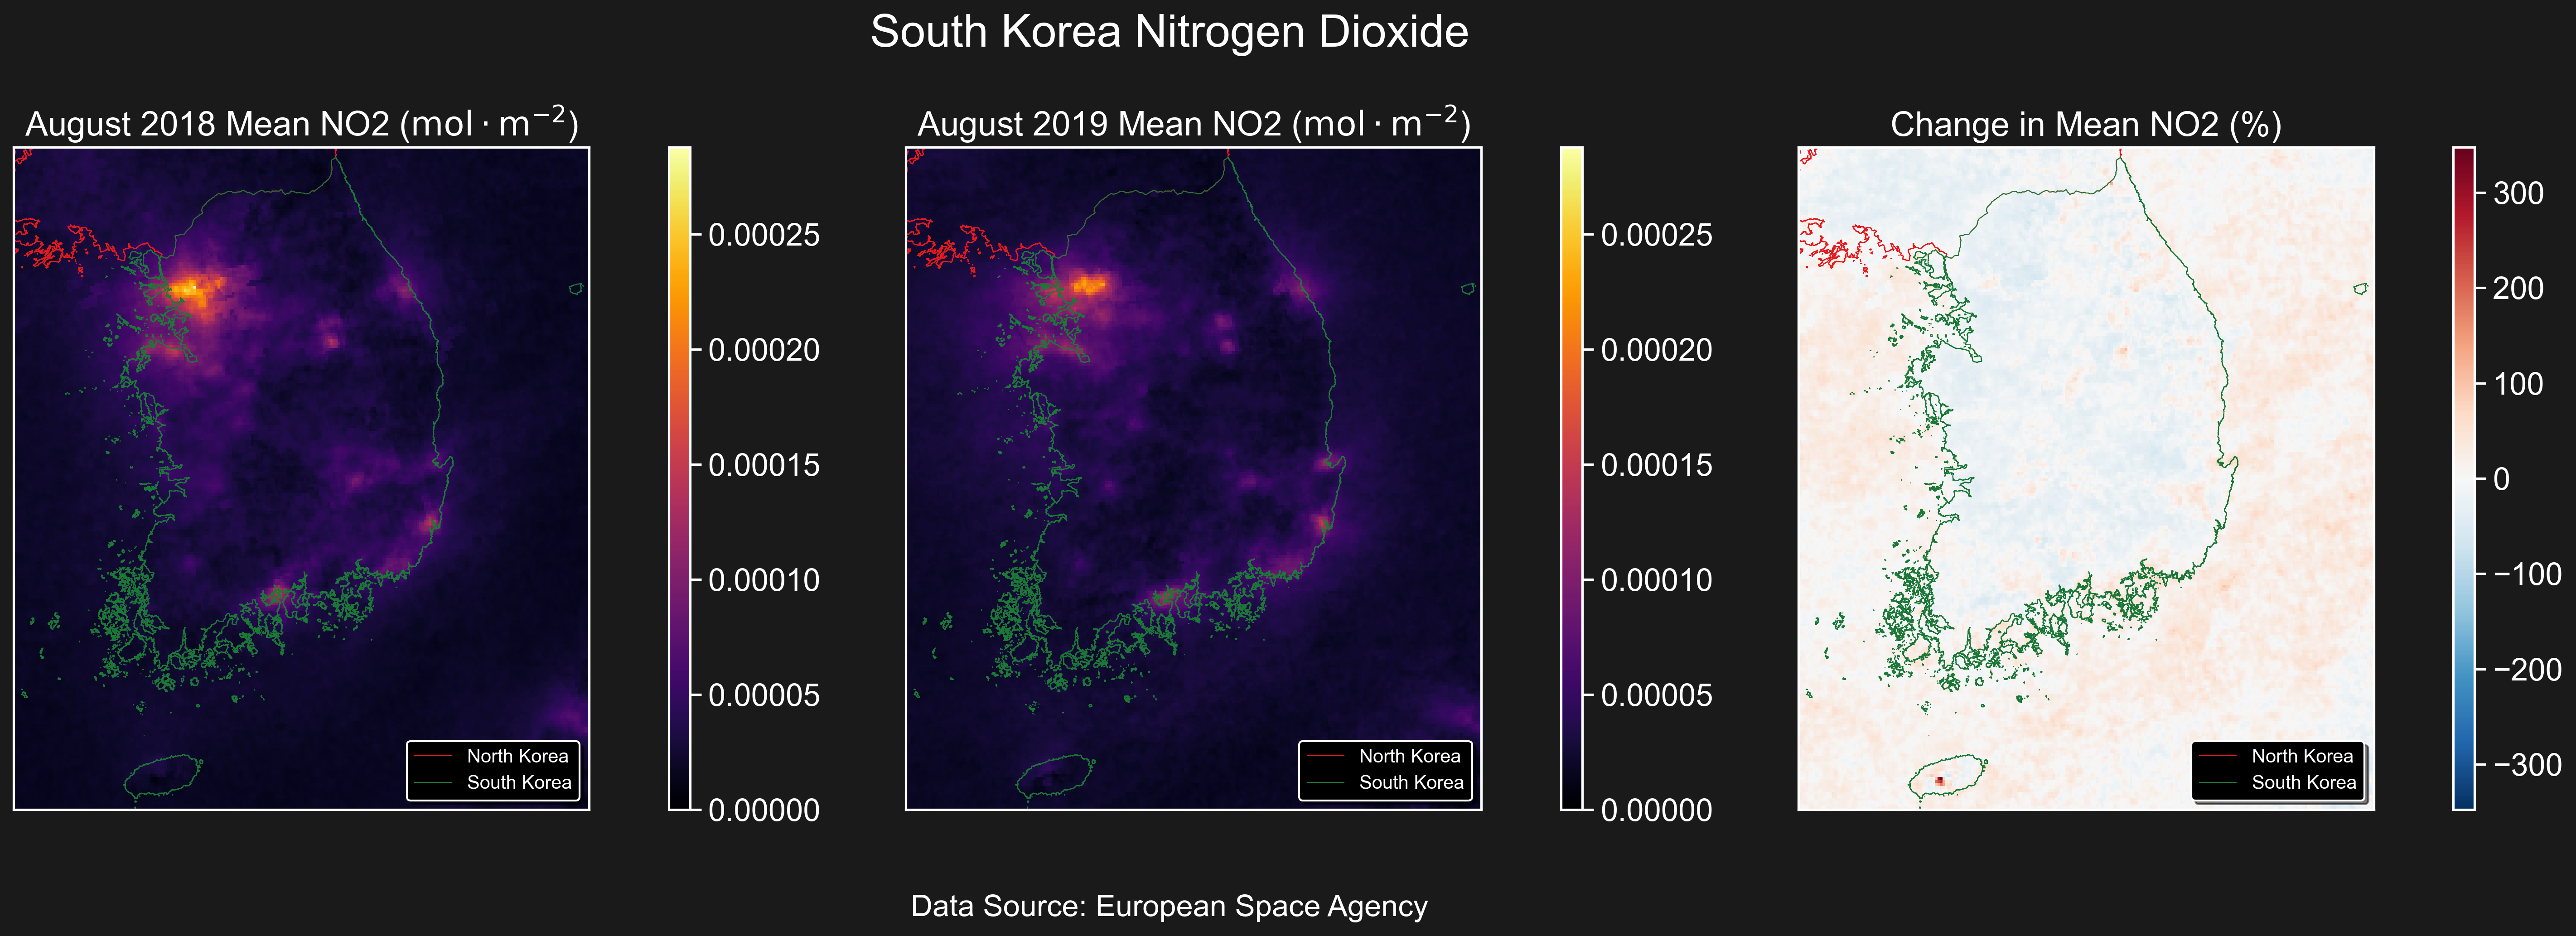 South Korea Nitrogen Dioxide
August 2018 Mean NO2 (mol · m⁻²)
0.00025
0.00020
0.00015
0.00010
0.00005
0.00000
North Korea
South Korea
August 2019 Mean NO2 (mol · m⁻²)
0.00025
0.00020
0.00015
0.00010
0.00005
0.00000
North Korea
South Korea
Change in Mean NO2 (%)
300
200
100
0
−100
−200
−300
North Korea
South Korea
Data Source: European Space Agency